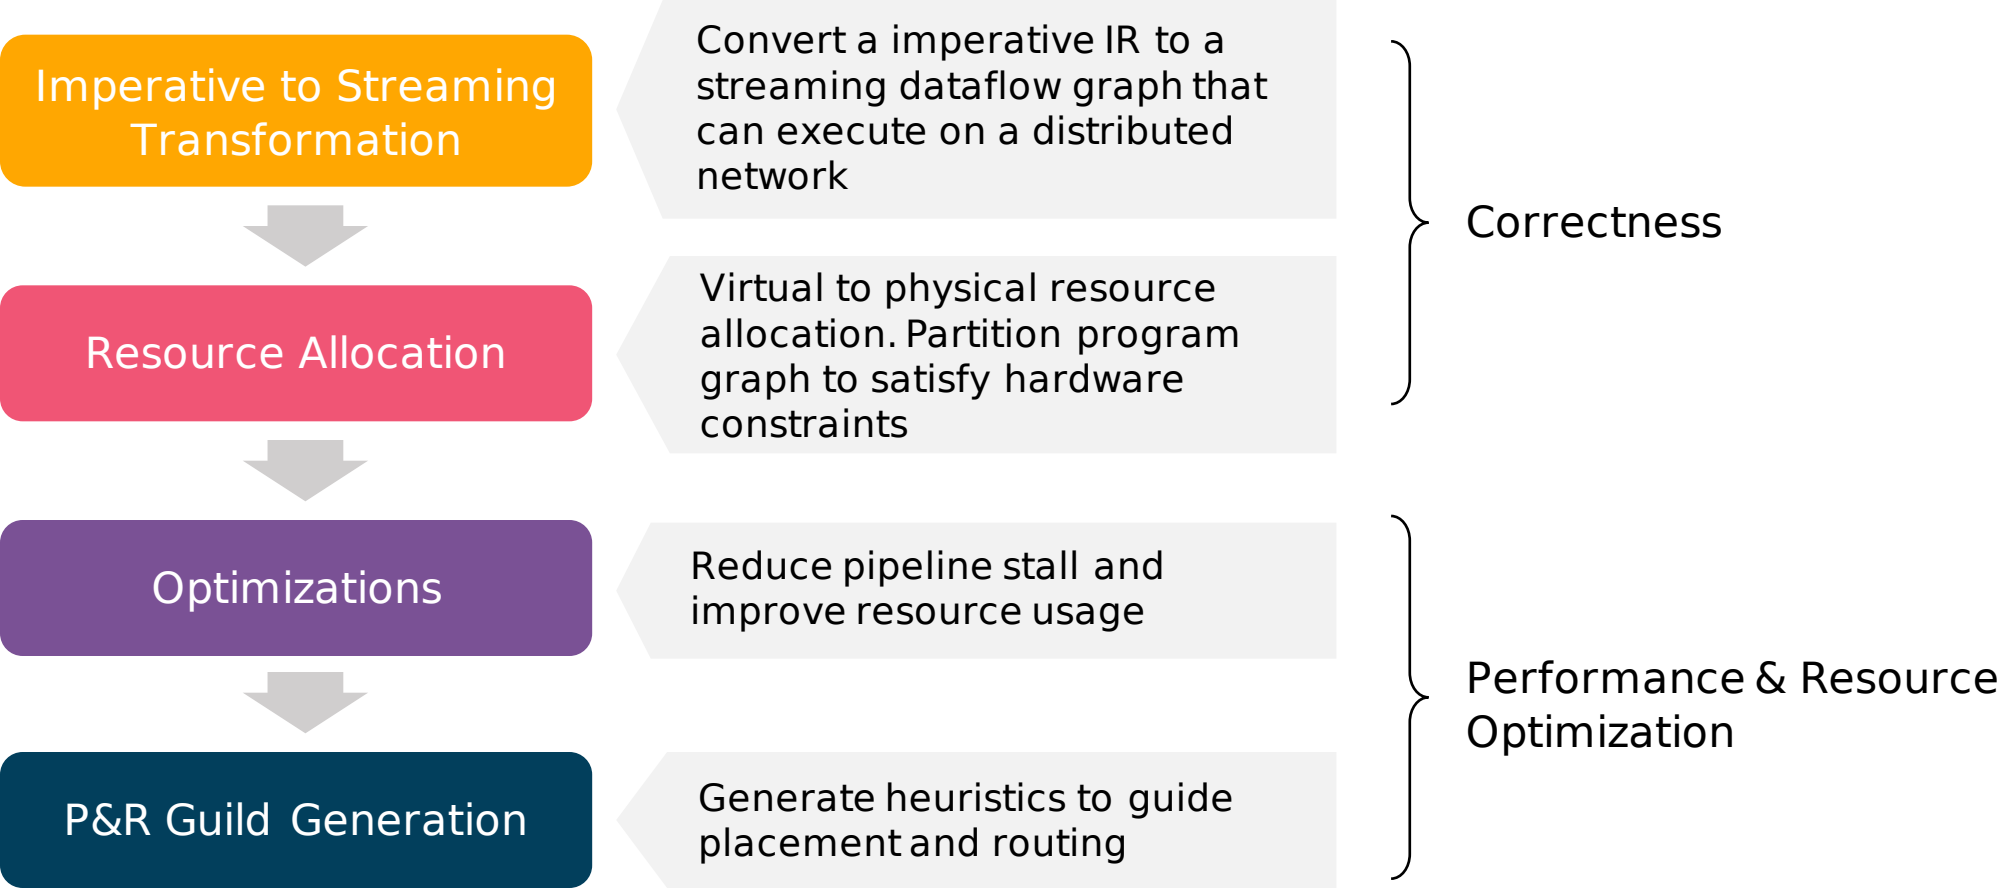 Imperative to Streaming
Transformation
Convert a imperative IR to a
streaming dataflow graph that
can execute on a distributed
network
Correctness
Resource Allocation
Virtual to physical resource
allocation. Partition program
graph to satisfy hardware
constraints
Optimizations
Reduce pipeline stall and
improve resource usage
Performance & Resource
Optimization
P&R Guild Generation
Generate heuristics to guide
placement and routing